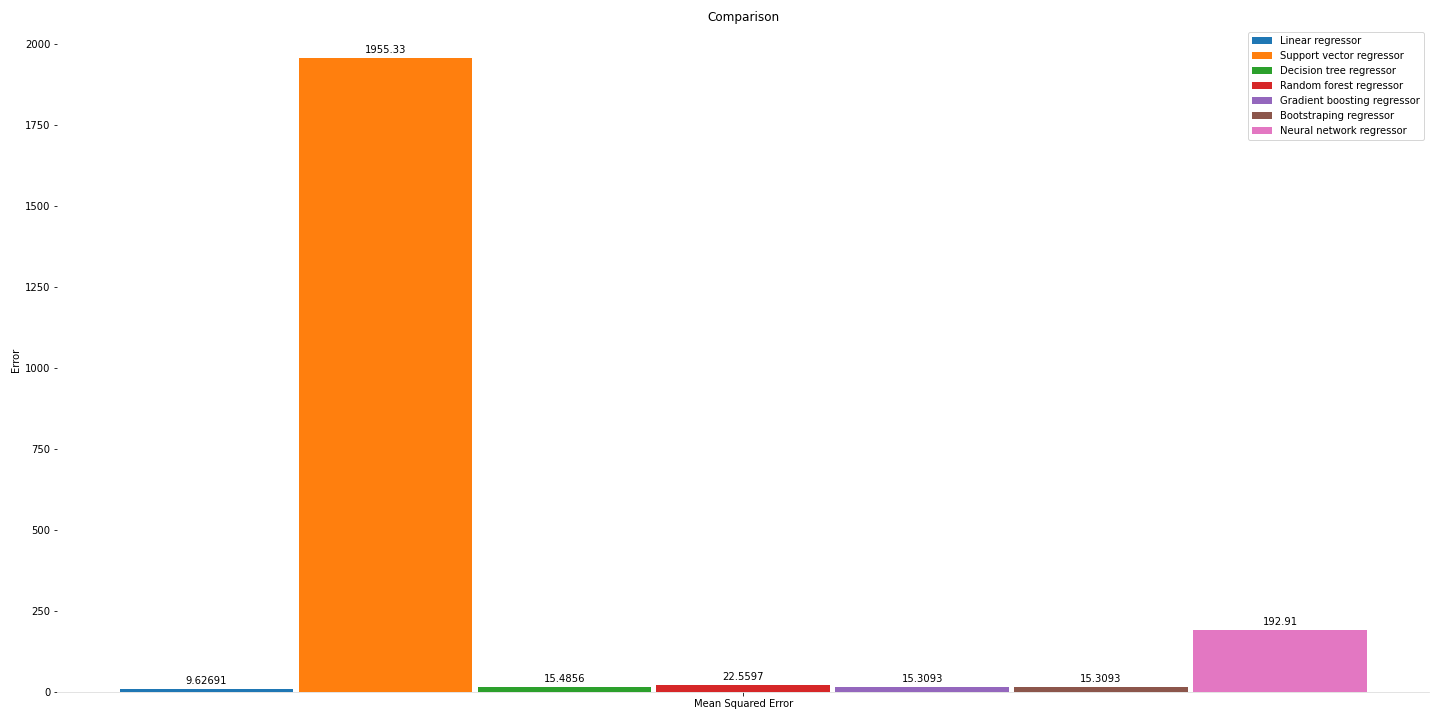 Comparison
2000
1750
1500
1250
1000
750
500
250
0
Error
1955.33
9.62691
15.4856
22.5597
15.3093
15.3093
192.91
Mean Squared Error
Linear regressor
Support vector regressor
Decision tree regressor
Random forest regressor
Gradient boosting regressor
Bootstraping regressor
Neural network regressor